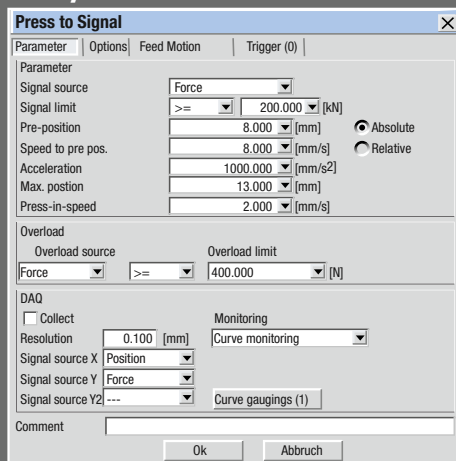 Press to Signal
Parameter Options Feed Motion Trigger (0)
Parameter
Signal source Force
Signal limit >= 200.000 [kN]
Pre-position 8.000 [mm] Absolute
Speed to pre pos. 8.000 [mm/s] Relative
Acceleration 1000.000 [mm/s2]
Max. postion 13.000 [mm]
Press-in-speed 2.000 [mm/s]
Overload
Overload source Overload limit
Force >= 400.000 [N]
DAQ
Collect Monitoring
Resolution 0.100 [mm] Curve monitoring
Signal source X Position
Signal source Y Force
Signal source Y2 --- Curve gaugings (1)
Comment
Ok Abbruch